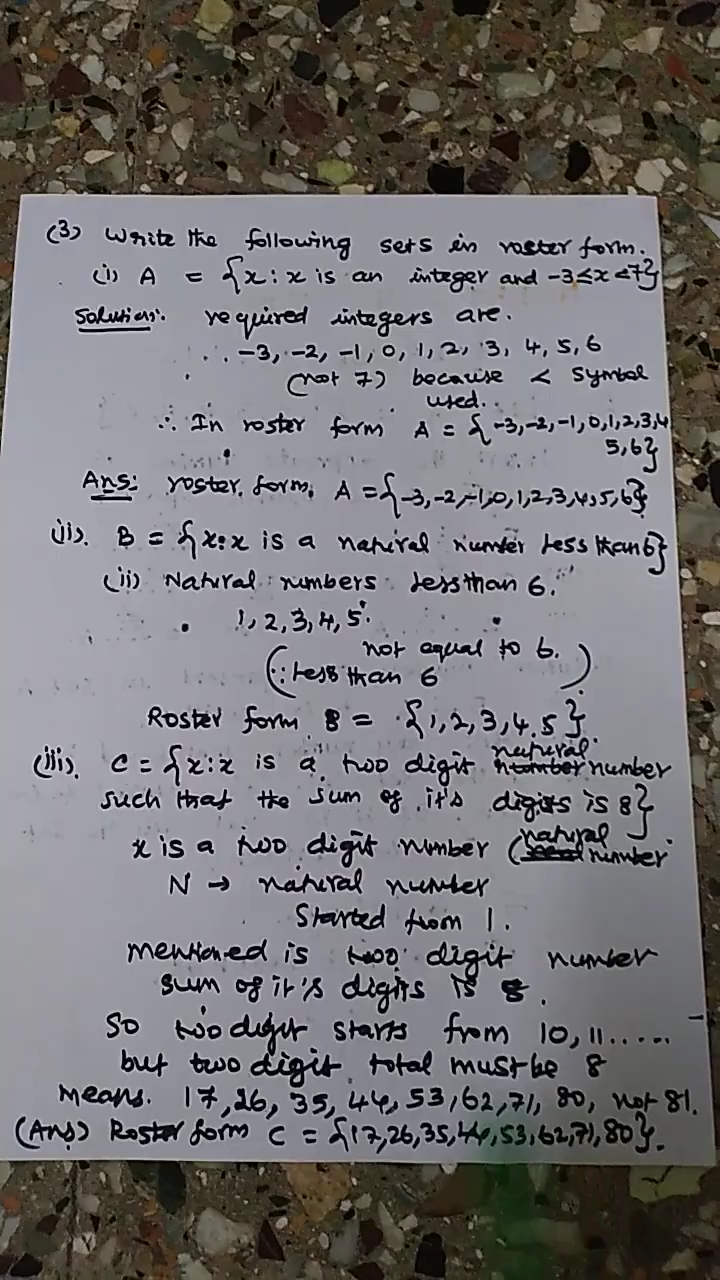 (3) Write the following sets in roster form.
(i) A = {x : x is an integer and -3≤x<7}
Solution:. required integers are.
-3, -2, -1, 0, 1, 2, 3, 4, 5, 6
(not 7) because < symbol
used..
∴ In roster form A = {-3,-2,-1,0,1,2,3,4
5,6}
Ans: roster form, A = {-3,-2,-1,0,1,2,3,4,5,6}
(ii). B = {x:x is a natural number less than 6}
(ii) Natural numbers less than 6.
1, 2, 3, 4, 5.
not equal to 6.
(∵ less than 6 )
Roster form B = {1,2,3,4,5}.
natural
(iii). C = {x:x is a two digit number
such that the sum of it's digits is 8}
x is a two digit number (natural number
N → natural number
Started from 1.
mentioned is two digit number
sum of it's digits is 8.
So two digit starts from 10, 11.....
but two digit total must be 8
means. 17, 26, 35, 44, 53, 62, 71, 80, not 81.
(Ans) Roster form C = {17,26,35,44,53,62,71,80}.